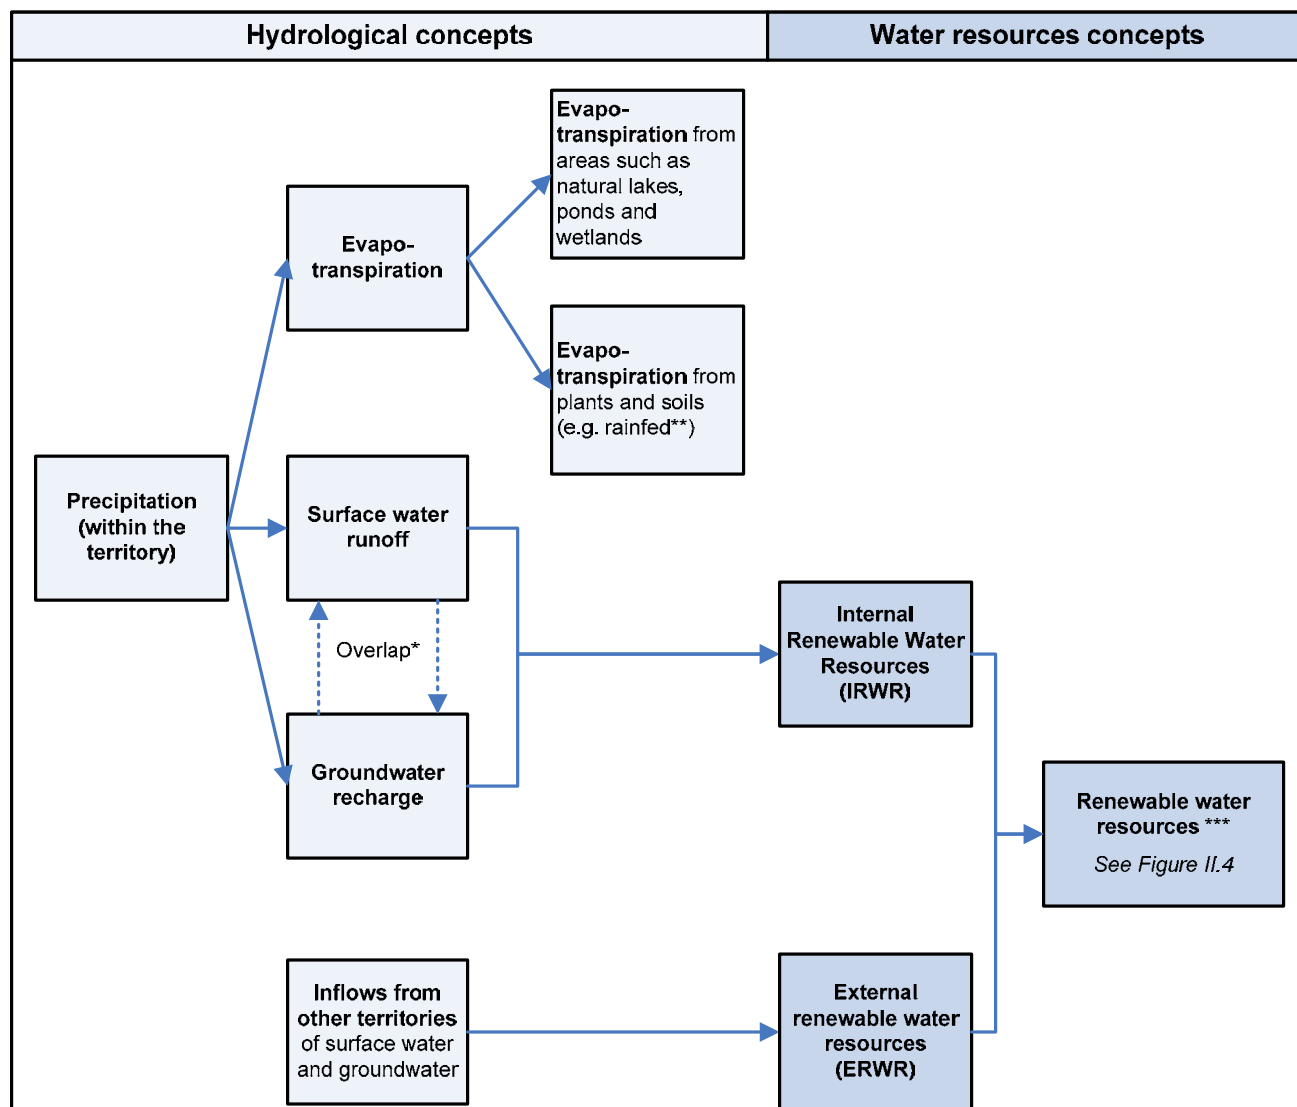 Hydrological concepts
Water resources concepts
Evapo-
transpiration from
areas such as
natural lakes,
ponds and
wetlands
Evapo-
transpiration
Evapo-
transpiration from
plants and soils
(e.g. rainfed**)
Precipitation
(within the
territory)
Surface water
runoff
Overlap*
Groundwater
recharge
Internal
Renewable Water
Resources
(IRWR)
Renewable water
resources ***
See Figure II.4
Inflows from
other territories
of surface water
and groundwater
External
renewable water
resources
(ERWR)